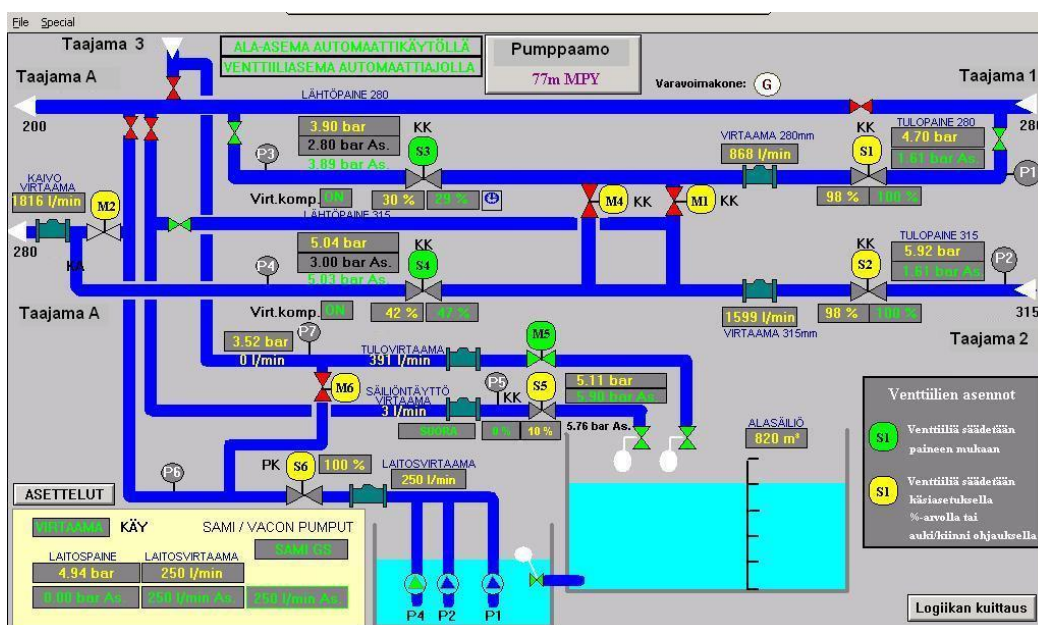 File Special
Taajama 3
ALA-ASEMA AUTOMAATTIKÄYTÖLLÄ
VENTTIILIASEMA AUTOMAATTIAJOLLA
Pumppaamo
77m MPY
Varavoimakone: G
Taajama A
Taajama 1
200
280
LÄHTÖPAINE 280
3.90 bar
2.80 bar As.
3.89 bar As.
KK
S3
P3
VIRTAAMA 280mm
868 l/min
KK
S1
TULOPAINE 280
4.70 bar
1.61 bar As.
P1
98 % 100 %
Virt.komp. ON
30 % 29 %
KAIVO
VIRTAAMA
1816 l/min
M2
M4 KK
M1 KK
LÄHTÖPAINE 315
5.04 bar
3.00 bar As.
5.03 bar As.
KK
S4
P4
280
KA
KK
S2
TULOPAINE 315
5.92 bar
1.61 bar As.
P2
Virt.komp. ON
42 % 47 %
1599 l/min
VIRTAAMA 315mm
98 % 100 %
315
Taajama A
Taajama 2
3.52 bar
0 l/min
P7
TULOVIRTAAMA
391 l/min
M5
M6
SÄILIÖNTÄYTTÖ
VIRTAAMA
3 l/min
P5
KK
S5
5.11 bar
5.90 bar As.
5.76 bar As.
SUORA
0 %
10 %
ALASÄILIÖ
820 m³
Venttiilien asennot
S1 Venttiiliä säädetään
paineen mukaan
S1 Venttiiliä säädetään
käsiasetuksella
%-arvolla tai
auki/kiinni ohjauksella
P6
PK S6 100 %
LAITOSVIRTAAMA
250 l/min
ASETTELUT
VIRTAAMA KÄY SAMI / VACON PUMPUT
SAMI GS
LAITOSPAINE LAITOSVIRTAAMA
4.94 bar 250 l/min
0.00 bar As. 250 l/min As. 250 l/min As.
P4 P2 P1
Logiikan kuittaus